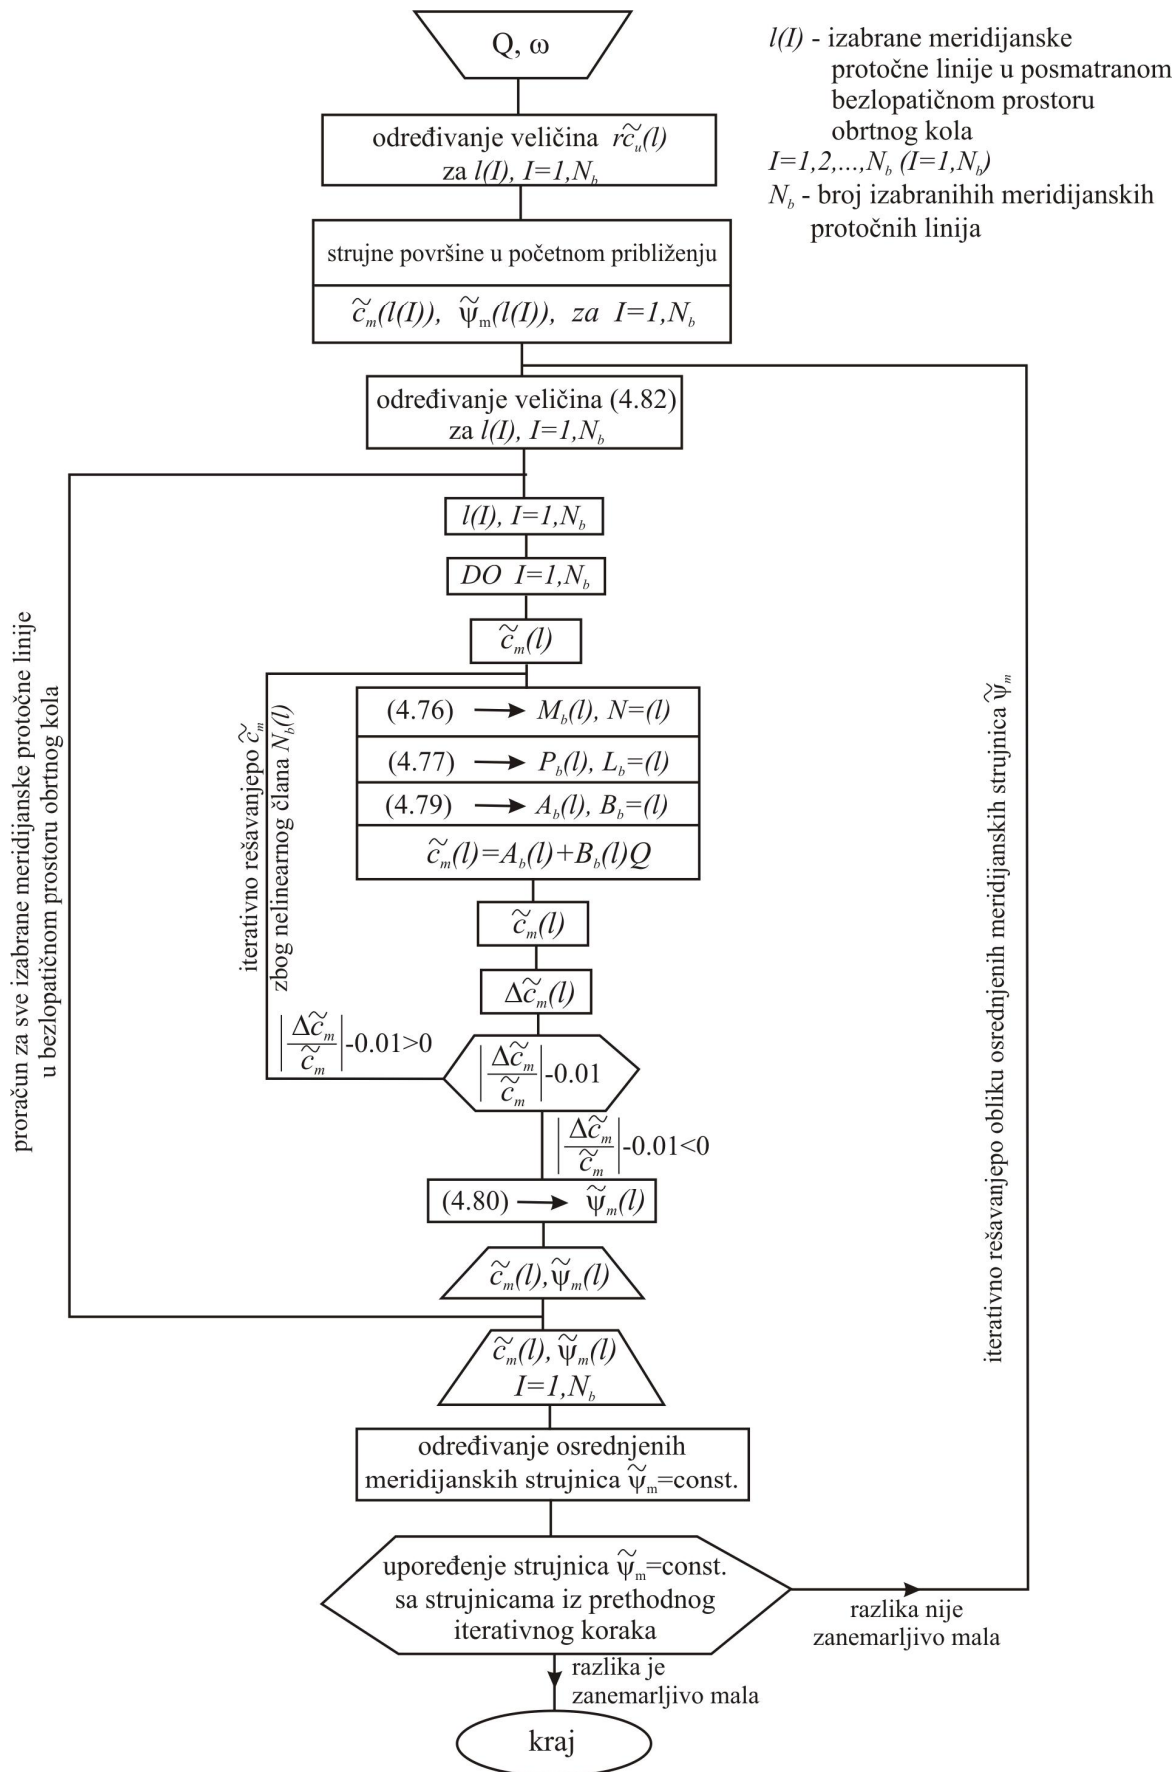 Q, ω
l(I) - izabrane meridijanske
protočne linije u posmatranom
bezlopatičnom prostoru
obrtnog kola
I=1,2,...,N_b (I=1,N_b)
N_b - broj izabranihih meridijanskih
protočnih linija
određivanje veličina rc̃_u(l)
za l(I), I=1,N_b
strujne površine u početnom približenju
c̃_m(l(I)), ψ̃_m(l(I)), za I=1,N_b
određivanje veličina (4.82)
za l(I), I=1,N_b
l(I), I=1,N_b
DO I=1,N_b
c̃_m(l)
(4.76) → M_b(l), N=(l)
(4.77) → P_b(l), L_b=(l)
(4.79) → A_b(l), B_b=(l)
c̃_m(l)=A_b(l)+B_b(l)Q
c̃_m(l)
Δc̃_m(l)
|Δc̃_m/c̃_m|-0.01>0
|Δc̃_m/c̃_m|-0.01
|Δc̃_m/c̃_m|-0.01<0
(4.80) → ψ̃_m(l)
c̃_m(l),ψ̃_m(l)
c̃_m(l),ψ̃_m(l)
I=1,N_b
određivanje osrednjenih
meridijanskih strujnica ψ̃_m=const.
upoređenje strujnica ψ̃_m=const.
sa strujnicama iz prethodnog
iterativnog koraka
razlika nije
zanemarljivo mala
razlika je
zanemarljivo mala
kraj
proračun za sve izabrane meridijanske protočne linije
u bezlopatičnom prostoru obrtnog kola
iterativno rešavanjepo c̃_m
zbog nelinearnog člana N_b(l)
iterativno rešavanjepo obliku osrednjenih meridijanskih strujnica ψ̃_m